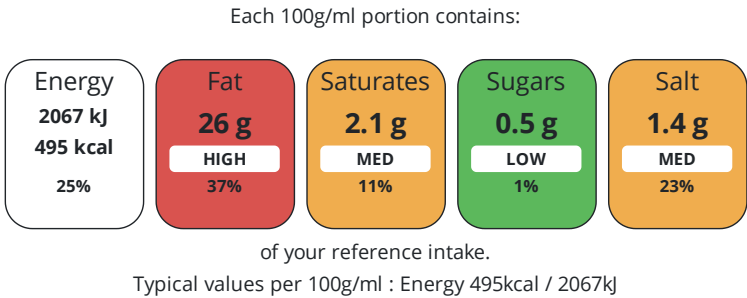 Each 100g/ml portion contains:
Energy
2067 kJ
495 kcal
25%
Fat
26 g
HIGH
37%
Saturates
2.1 g
MED
11%
Sugars
0.5 g
LOW
1%
Salt
1.4 g
MED
23%
of your reference intake.
Typical values per 100g/ml : Energy 495kcal / 2067kJ